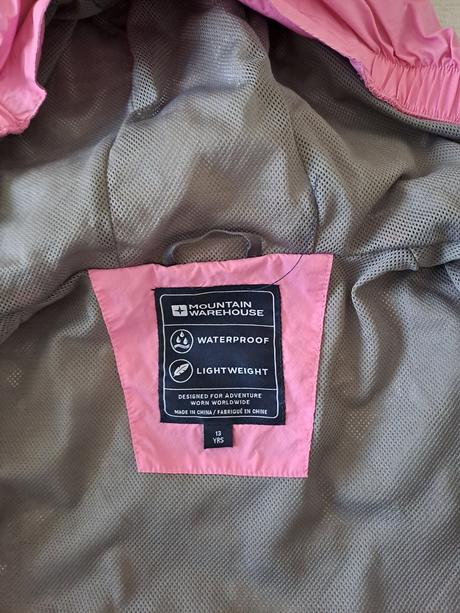 MOUNTAIN
WAREHOUSE
WATERPROOF
LIGHTWEIGHT
DESIGNED FOR ADVENTURE
WORN WORLDWIDE
MADE IN CHINA / FABRIQUÉ EN CHINE
13
YRS